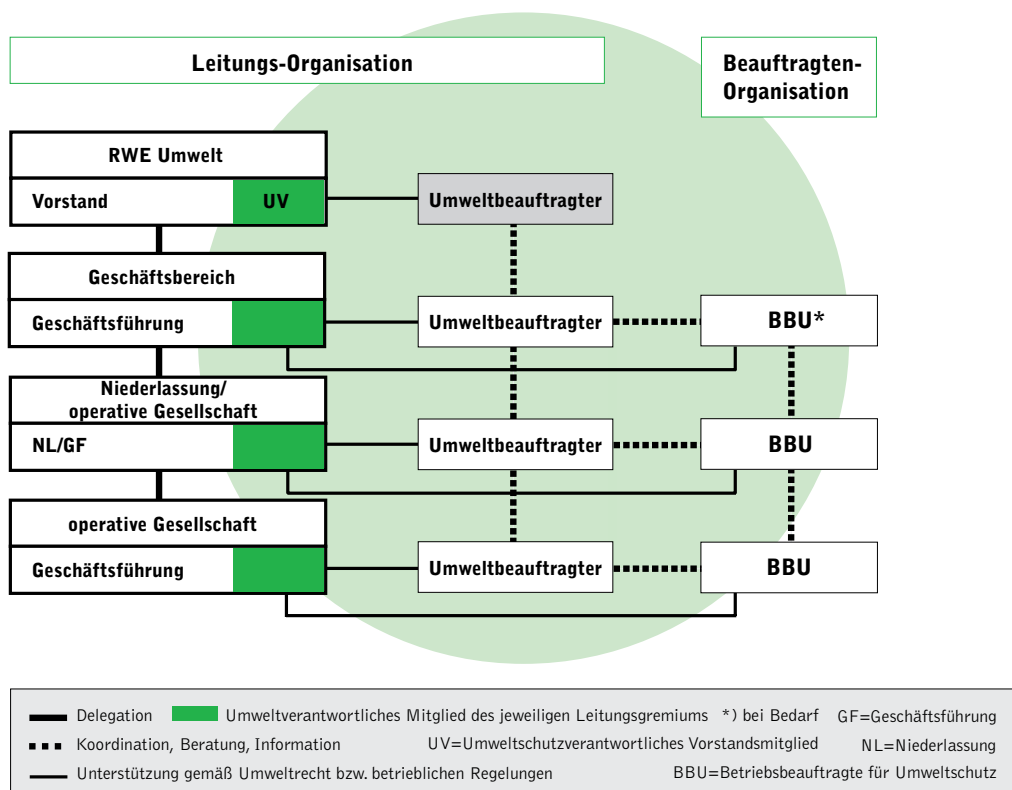 Leitungs-Organisation
Beauftragten-
Organisation
RWE Umwelt
Vorstand UV Umweltbeauftragter
Geschäftsbereich
Geschäftsführung Umweltbeauftragter BBU*
Niederlassung/
operative Gesellschaft
NL/GF Umweltbeauftragter BBU
operative Gesellschaft
Geschäftsführung Umweltbeauftragter BBU
Delegation Umweltverantwortliches Mitglied des jeweiligen Leitungsgremiums *) bei Bedarf GF=Geschäftsführung
Koordination, Beratung, Information UV=Umweltschutzverantwortliches Vorstandsmitglied NL=Niederlassung
Unterstützung gemäß Umweltrecht bzw. betrieblichen Regelungen BBU=Betriebsbeauftragte für Umweltschutz